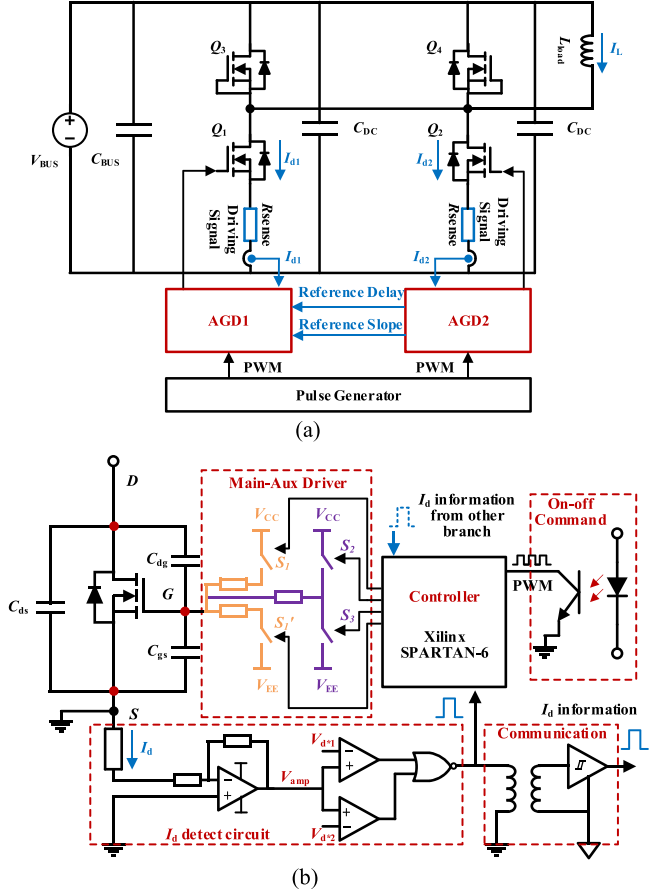 Q3
Q4
Lload
IL
Q1
Q2
VBUS
CBUS
CDC
CDC
Id1
Id2
Driving
Signal
Rsense
Rsense
Driving
Signal
Id1
Id2
Reference Delay
AGD1
AGD2
Reference Slope
PWM
PWM
Pulse Generator
(a)
D
Main-Aux Driver
Id information
from other
branch
On-off
Command
VCC
VCC
S1
S2
Cdg
G
Cds
Controller
PWM
S1'
S3
Cgs
Xilinx
SPARTAN-6
VEE
VEE
S
Id information
Id
Communication
Vd*1
Vamp
Vd*2
Id detect circuit
(b)